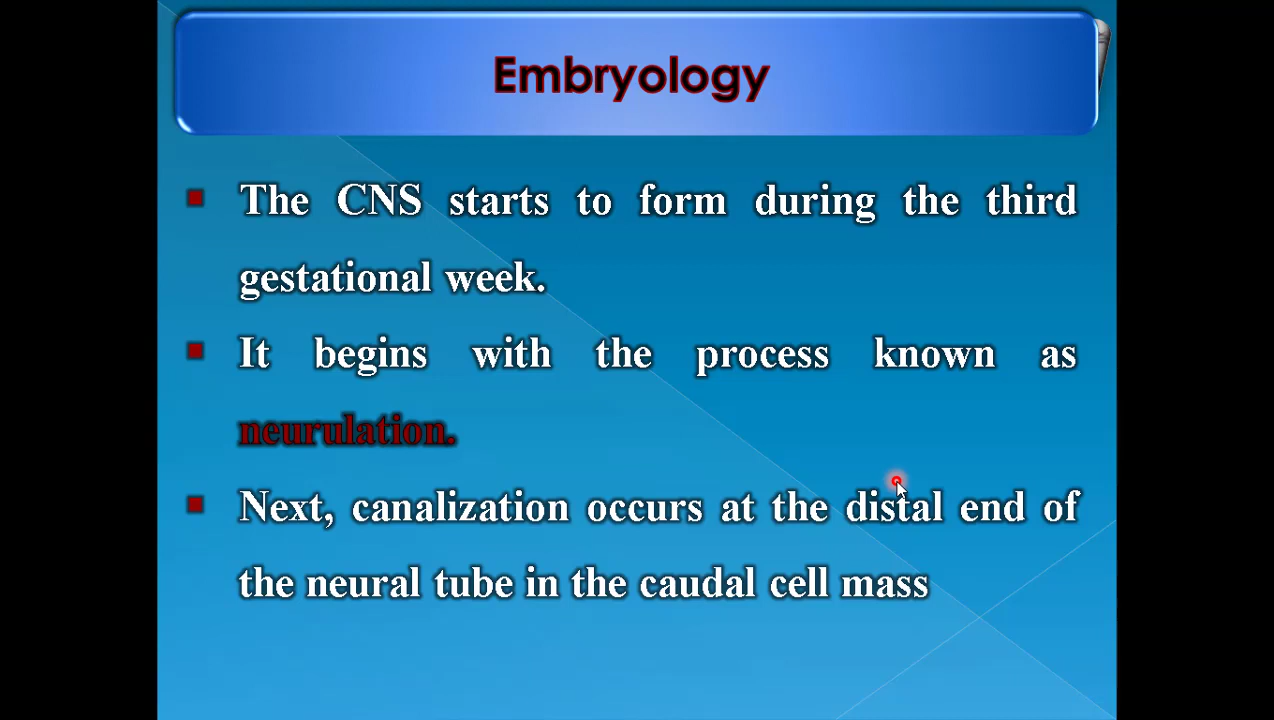 Embryology
The CNS starts to form during the third
gestational week.
It begins with the process known as
neurulation.
Next, canalization occurs at the distal end of
the neural tube in the caudal cell mass